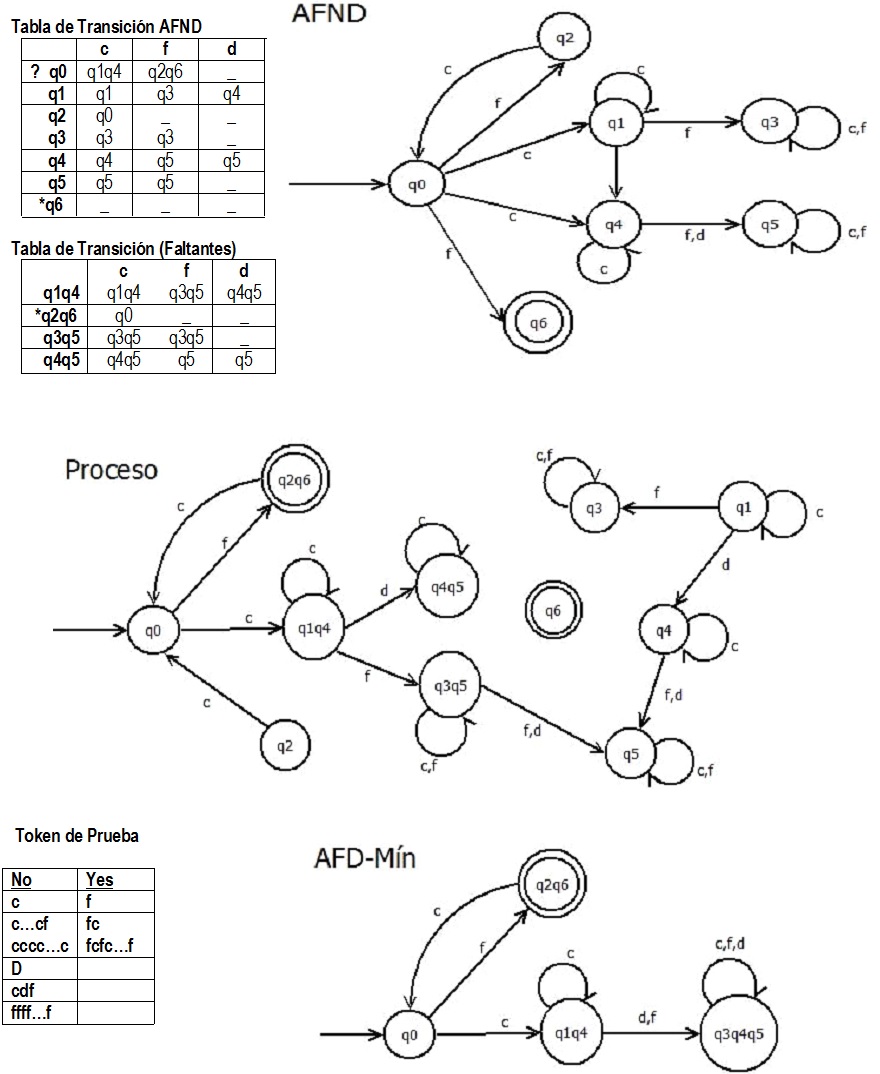 Tabla de Transición AFND
c f d
? q0 q1q4 q2q6 _
q1 q1 q3 q4
q2 q0 _ _
q3 q3 q3
q4 q4 q5 q5
q5 q5 q5 _
*q6 _ _ _
Tabla de Transición (Faltantes)
c f d
q1q4 q1q4 q3q5 q4q5
*q2q6 q0 _ _
q3q5 q3q5 q3q5 _
q4q5 q4q5 q5 q5
AFND
q2
c
f
c
q1
f
q3
c,f
q0
c
c
q4
f,d
q5
c,f
f
c
q6
Proceso
q2q6
c
f
c
c
q4q5
q0
c
q1q4
d
f
q3q5
c,f
c
q2
f,d
c,f
q3
f
q1
c
d
q6
q4
c
f,d
q5
c,f
Token de Prueba
No Yes
c f
c...cf fc
cccc...c fcfc...f
D
cdf
ffff...f
AFD-Mín
q2q6
c
f
c
c,f,d
q0
c
q1q4
d,f
q3q4q5